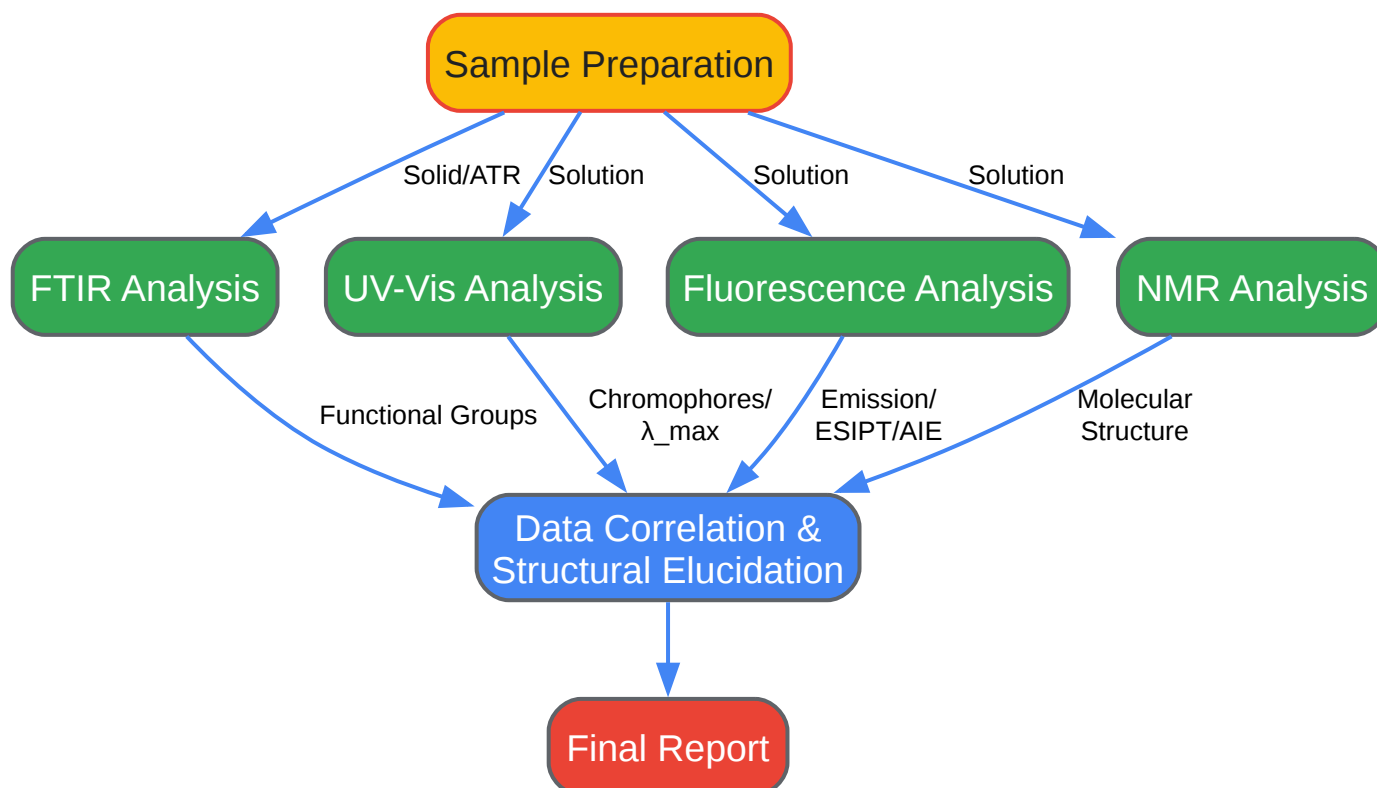 Sample Preparation
Solid/ATR
Solution
Solution
Solution
FTIR Analysis
UV-Vis Analysis
Fluorescence Analysis
NMR Analysis
Functional Groups
Chromophores/
λ_max
Emission/
ESIPT/AIE
Molecular
Structure
Data Correlation &
Structural Elucidation
Final Report